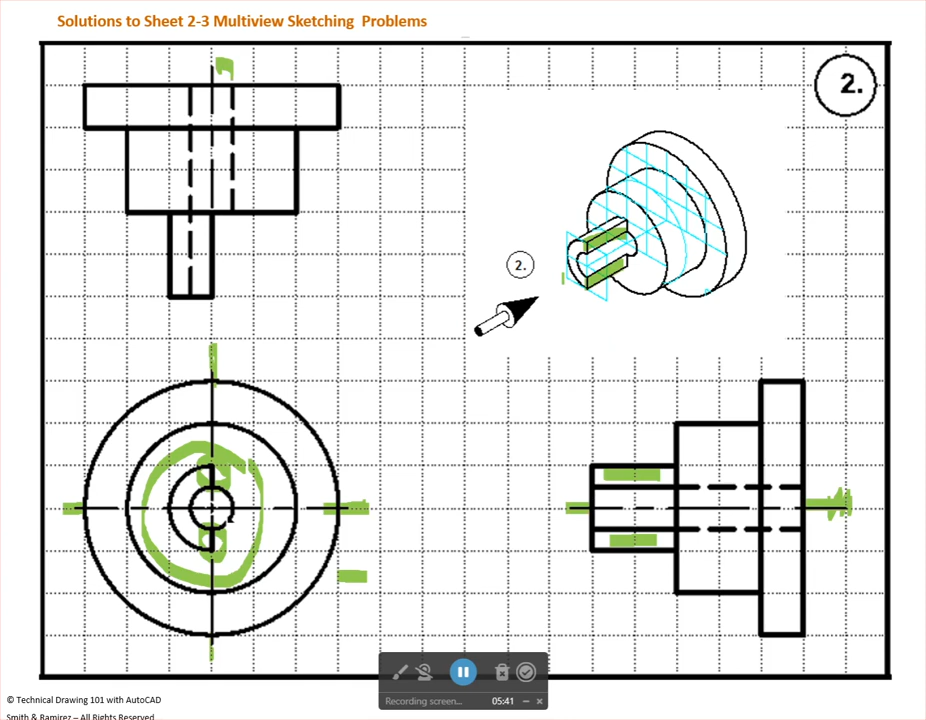 Solutions to Sheet 2-3 Multiview Sketching Problems
2.
2.
Recording screen...
05:41
© Technical Drawing 101 with AutoCAD
Smith & Ramirez – All Rights Reserved